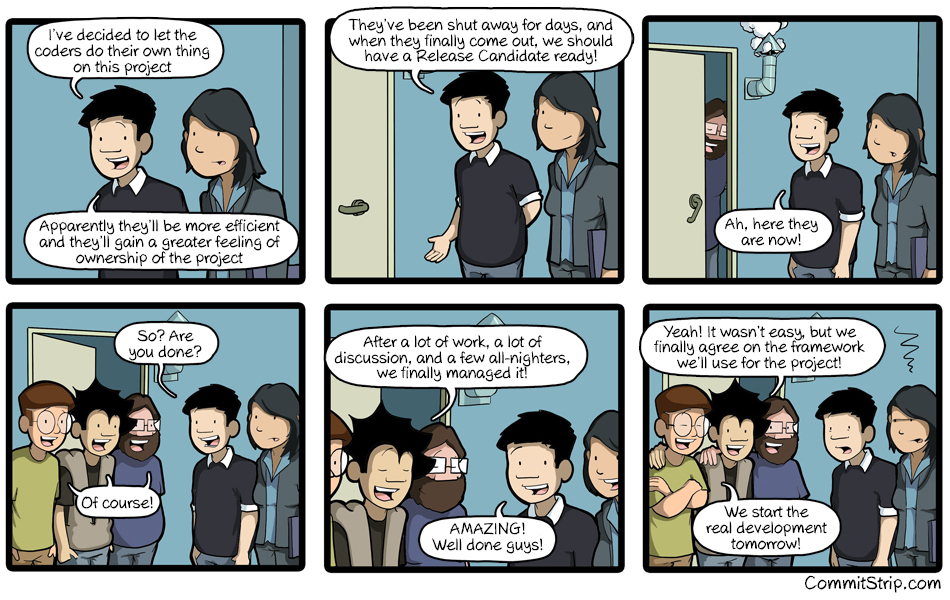 I've decided to let the
coders do their own thing
on this project
Apparently they'll be more efficient
and they'll gain a greater feeling of
ownership of the project
They've been shut away for days, and
when they finally come out, we should
have a Release Candidate ready!
Ah, here they
are now!
So? Are
you done?
Of course!
After a lot of work, a lot of
discussion, and a few all-nighters,
we finally managed it!
AMAZING!
Well done guys!
Yeah! It wasn't easy, but we
finally agree on the framework
we'll use for the project!
We start the
real development
tomorrow!
CommitStrip.com